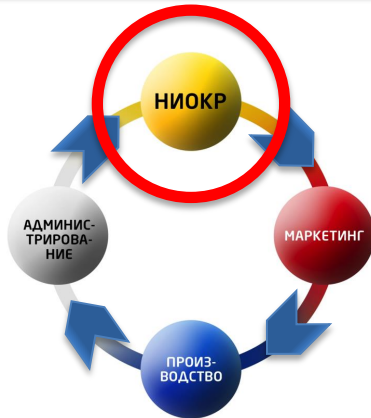 НИОКР
МАРКЕТИНГ
ПРОИЗ-
ВОДСТВО
АДМИНИС-
ТРИРОВА-
НИЕ